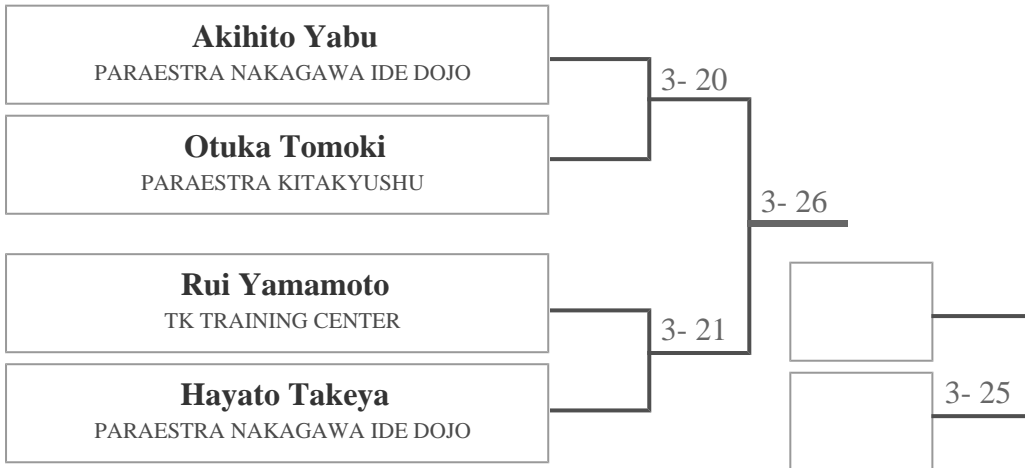 Akihito Yabu
PARAESTRA NAKAGAWA IDE DOJO
3- 20
Otuka Tomoki
PARAESTRA KITAKYUSHU
3- 26
Rui Yamamoto
TK TRAINING CENTER
3- 21
Hayato Takeya
PARAESTRA NAKAGAWA IDE DOJO
3- 25